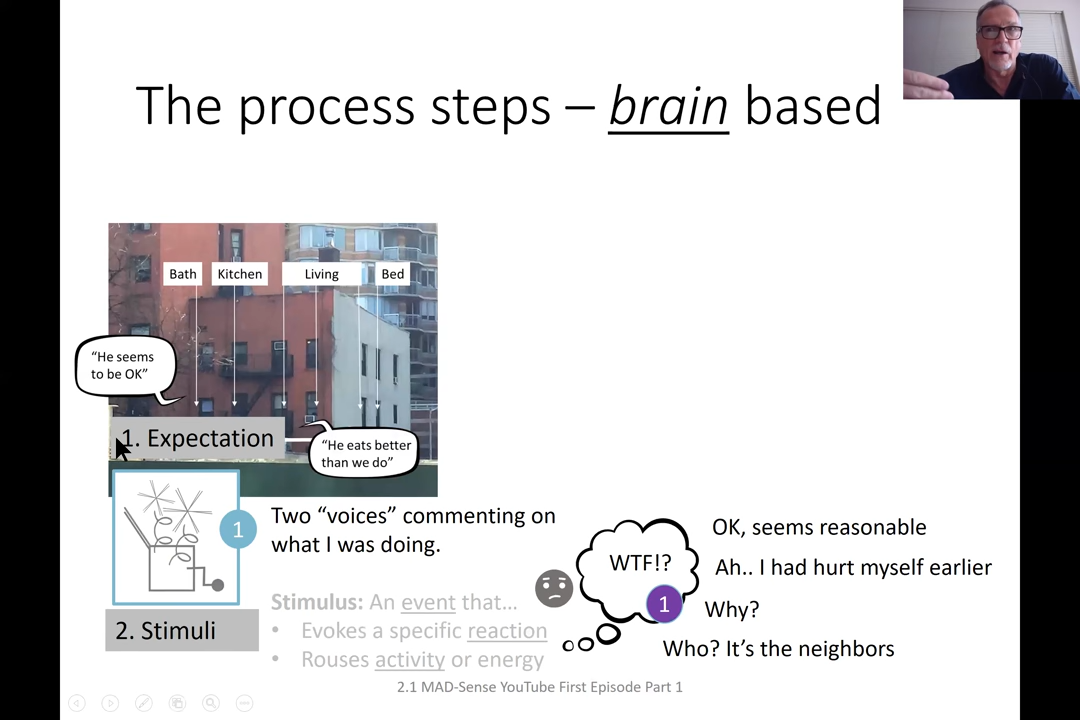 The process steps – brain based
Bath Kitchen Living Bed
“He seems
to be OK”
1. Expectation
“He eats better
than we do”
1
Two “voices” commenting on
what I was doing.
Stimulus: An event that…
• Evokes a specific reaction
• Rouses activity or energy
2. Stimuli
WTF!?
1
OK, seems reasonable
Ah.. I had hurt myself earlier
Why?
Who? It’s the neighbors
2.1 MAD-Sense YouTube First Episode Part 1